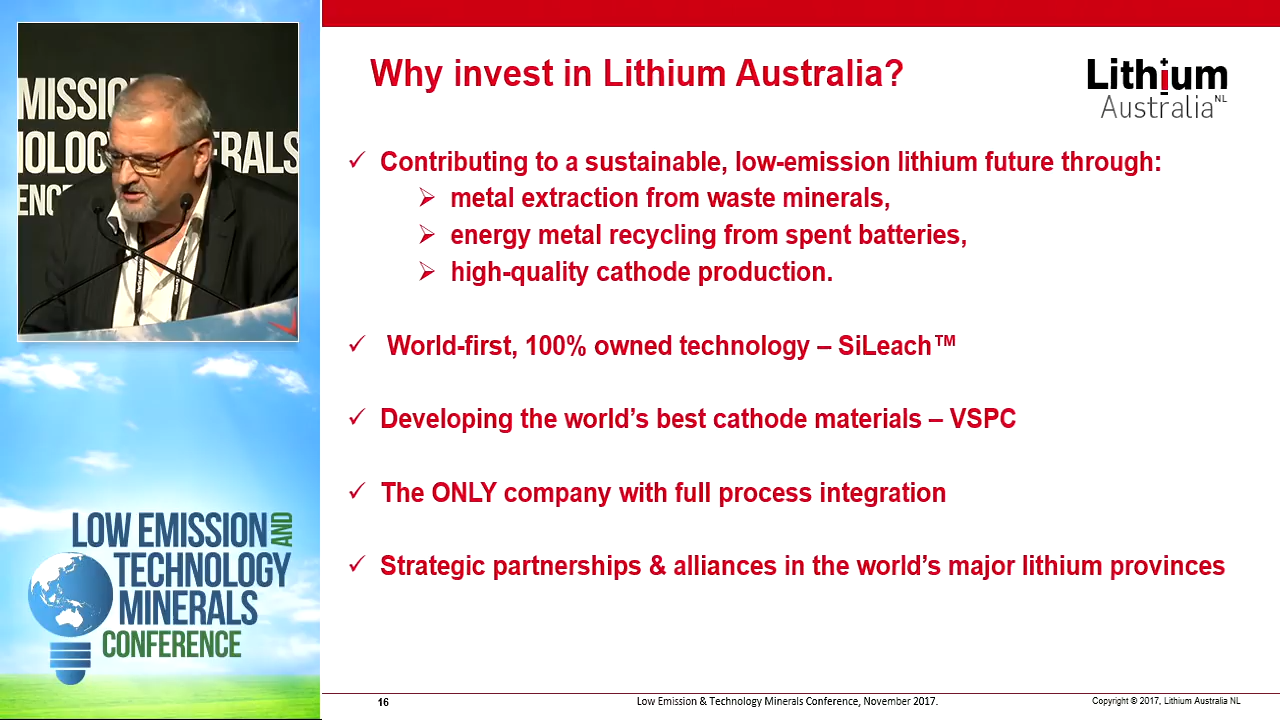 MISSIO
NOLOGY
ERALS
ENCE
LOW EMISSION AND
TECHNOLOGY
MINERALS
CONFERENCE
Why invest in Lithium Australia?
Lithium
Australia NL
✓ Contributing to a sustainable, low-emission lithium future through:
➢ metal extraction from waste minerals,
➢ energy metal recycling from spent batteries,
➢ high-quality cathode production.
✓ World-first, 100% owned technology – SiLeach™
✓ Developing the world’s best cathode materials – VSPC
✓ The ONLY company with full process integration
✓ Strategic partnerships & alliances in the world’s major lithium provinces
16
Low Emission & Technology Minerals Conference, November 2017.
Copyright © 2017, Lithium Australia NL